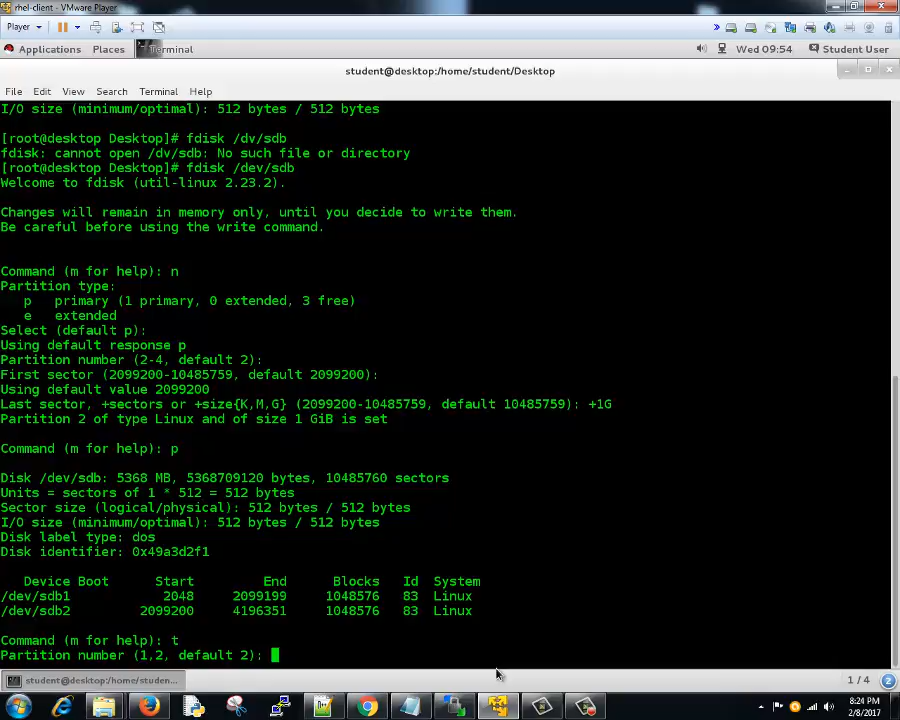 rhel-client - VMware Player
Player
Applications Places Terminal Wed 09:54 Student User
student@desktop:/home/student/Desktop
File Edit View Search Terminal Help
I/O size (minimum/optimal): 512 bytes / 512 bytes
[root@desktop Desktop]# fdisk /dv/sdb
fdisk: cannot open /dv/sdb: No such file or directory
[root@desktop Desktop]# fdisk /dev/sdb
Welcome to fdisk (util-linux 2.23.2).
Changes will remain in memory only, until you decide to write them.
Be careful before using the write command.
Command (m for help): n
Partition type:
p primary (1 primary, 0 extended, 3 free)
e extended
Select (default p):
Using default response p
Partition number (2-4, default 2):
First sector (2099200-10485759, default 2099200):
Using default value 2099200
Last sector, +sectors or +size{K,M,G} (2099200-10485759, default 10485759): +1G
Partition 2 of type Linux and of size 1 GiB is set
Command (m for help): p
Disk /dev/sdb: 5368 MB, 5368709120 bytes, 10485760 sectors
Units = sectors of 1 * 512 = 512 bytes
Sector size (logical/physical): 512 bytes / 512 bytes
I/O size (minimum/optimal): 512 bytes / 512 bytes
Disk label type: dos
Disk identifier: 0x49a3d2f1
Device Boot Start End Blocks Id System
/dev/sdb1 2048 2099199 1048576 83 Linux
/dev/sdb2 2099200 4196351 1048576 83 Linux
Command (m for help): t
Partition number (1,2, default 2):
student@desktop:/home/studen... 1 / 4 2
8:24 PM
2/8/2017